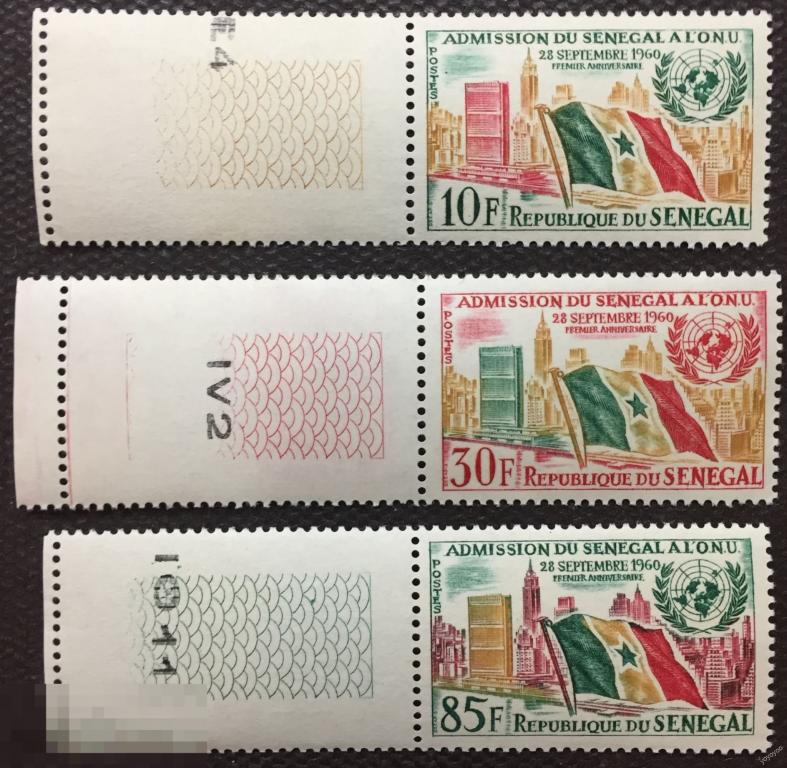 E4
ADMISSION DU SENEGAL A L'O.N.U.
28 SEPTEMBRE 1960
PREMIER ANNIVERSAIRE
POSTES
10F REPUBLIQUE DU SENEGAL
IV2
ADMISSION DU SENEGAL A L'O.N.U.
28 SEPTEMBRE 1960
PREMIER ANNIVERSAIRE
POSTES
30F REPUBLIQUE DU SENEGAL
ADMISSION DU SENEGAL A L'O.N.U.
28 SEPTEMBRE 1960
PREMIER ANNIVERSAIRE
POSTES
85F REPUBLIQUE DU SENEGAL
yoyoyoo